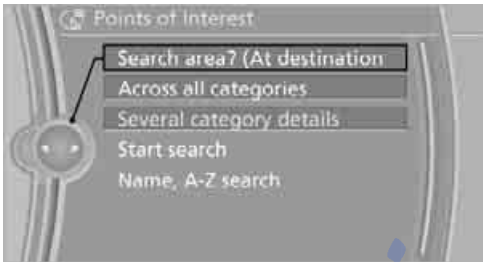 Points of Interest
Search area? (At destination
Across all categories
Several category details
Start search
Name, A-Z search